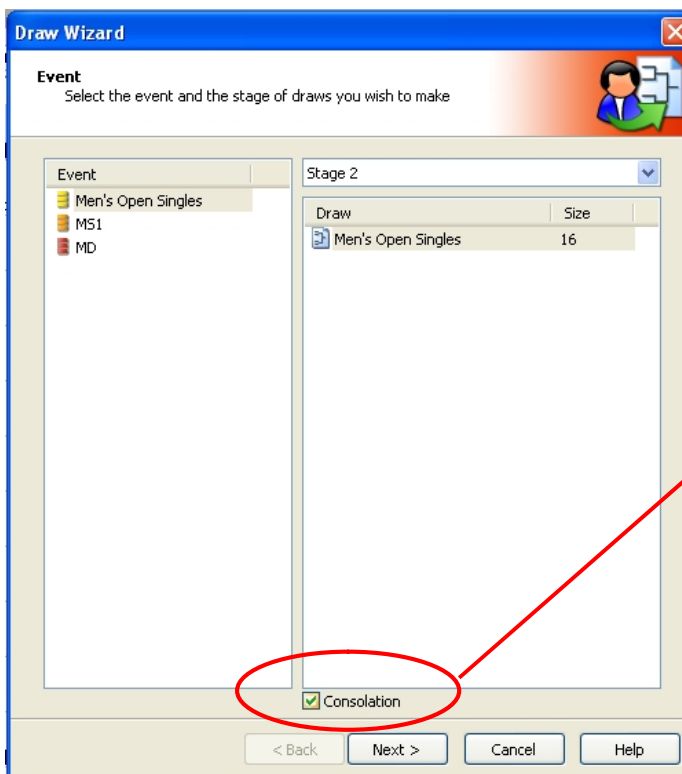 Draw Wizard
Event
Select the event and the stage of draws you wish to make
Event
Men's Open Singles
MS1
MD
Stage 2
Draw Size
Men's Open Singles 16
Consolation
< Back Next > Cancel Help